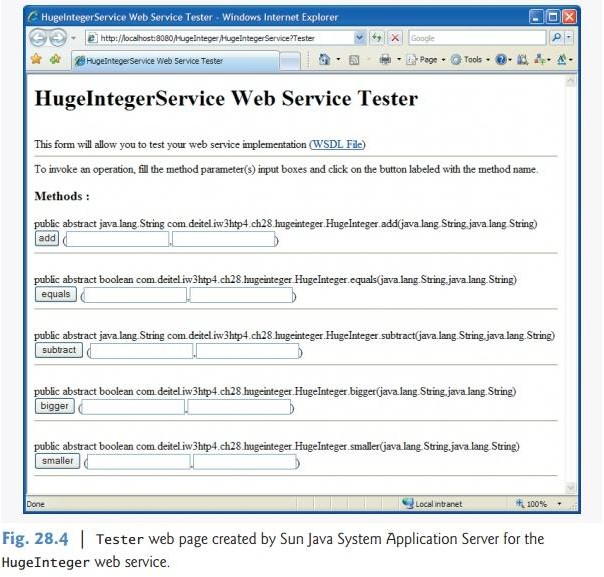 HugeIntegerService Web Service Tester - Windows Internet Explorer
http://localhost:8080/HugeInteger/HugeIntegerService?Tester
Google
HugeIntegerService Web Service Tester
Page
Tools
HugeIntegerService Web Service Tester
This form will allow you to test your web service implementation (WSDL File)
To invoke an operation, fill the method parameter(s) input boxes and click on the button labeled with the method name.
Methods :
public abstract java.lang.String com.deitel.iw3htp4.ch28.hugeinteger.HugeInteger.add(java.lang.String,java.lang.String)
add ( , )
public abstract boolean com.deitel.iw3htp4.ch28.hugeinteger.HugeInteger.equals(java.lang.String,java.lang.String)
equals ( , )
public abstract java.lang.String com.deitel.iw3htp4.ch28.hugeinteger.HugeInteger.subtract(java.lang.String,java.lang.String)
subtract ( , )
public abstract boolean com.deitel.iw3htp4.ch28.hugeinteger.HugeInteger.bigger(java.lang.String,java.lang.String)
bigger ( , )
public abstract boolean com.deitel.iw3htp4.ch28.hugeinteger.HugeInteger.smaller(java.lang.String,java.lang.String)
smaller ( , )
Done
Local intranet
100%
Fig. 28.4 | Tester web page created by Sun Java System Application Server for the
HugeInteger web service.